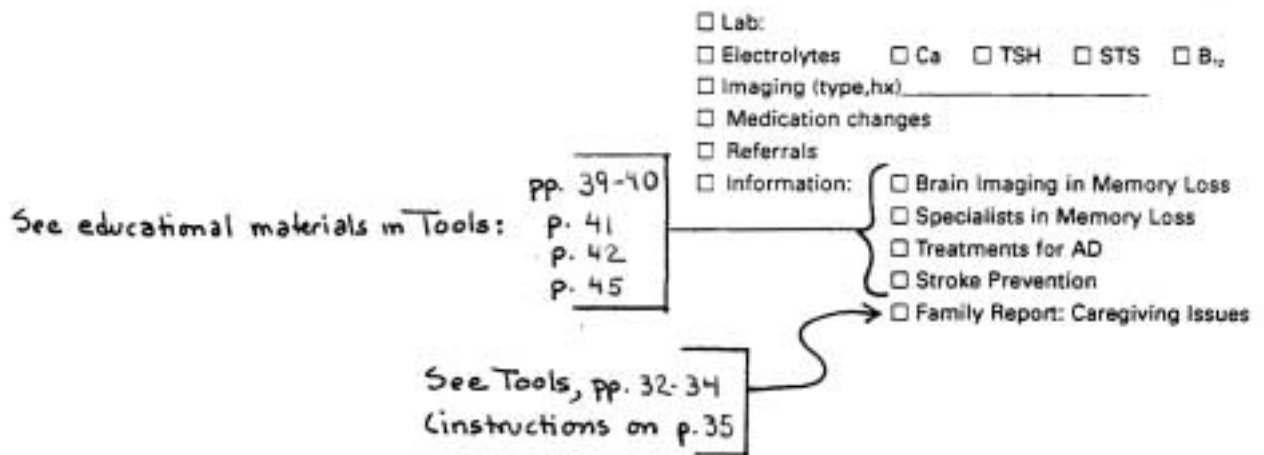 ☐ Lab:
☐ Electrolytes ☐ Ca ☐ TSH ☐ STS ☐ B₁₂
☐ Imaging (type,hx)
☐ Medication changes
☐ Referrals
☐ Information:
☐ Brain Imaging in Memory Loss
☐ Specialists in Memory Loss
☐ Treatments for AD
☐ Stroke Prevention
☐ Family Report: Caregiving Issues
See educational materials in Tools:
pp. 39-40
p. 41
p. 42
p. 45
See Tools, pp. 32-34
(instructions on p. 35